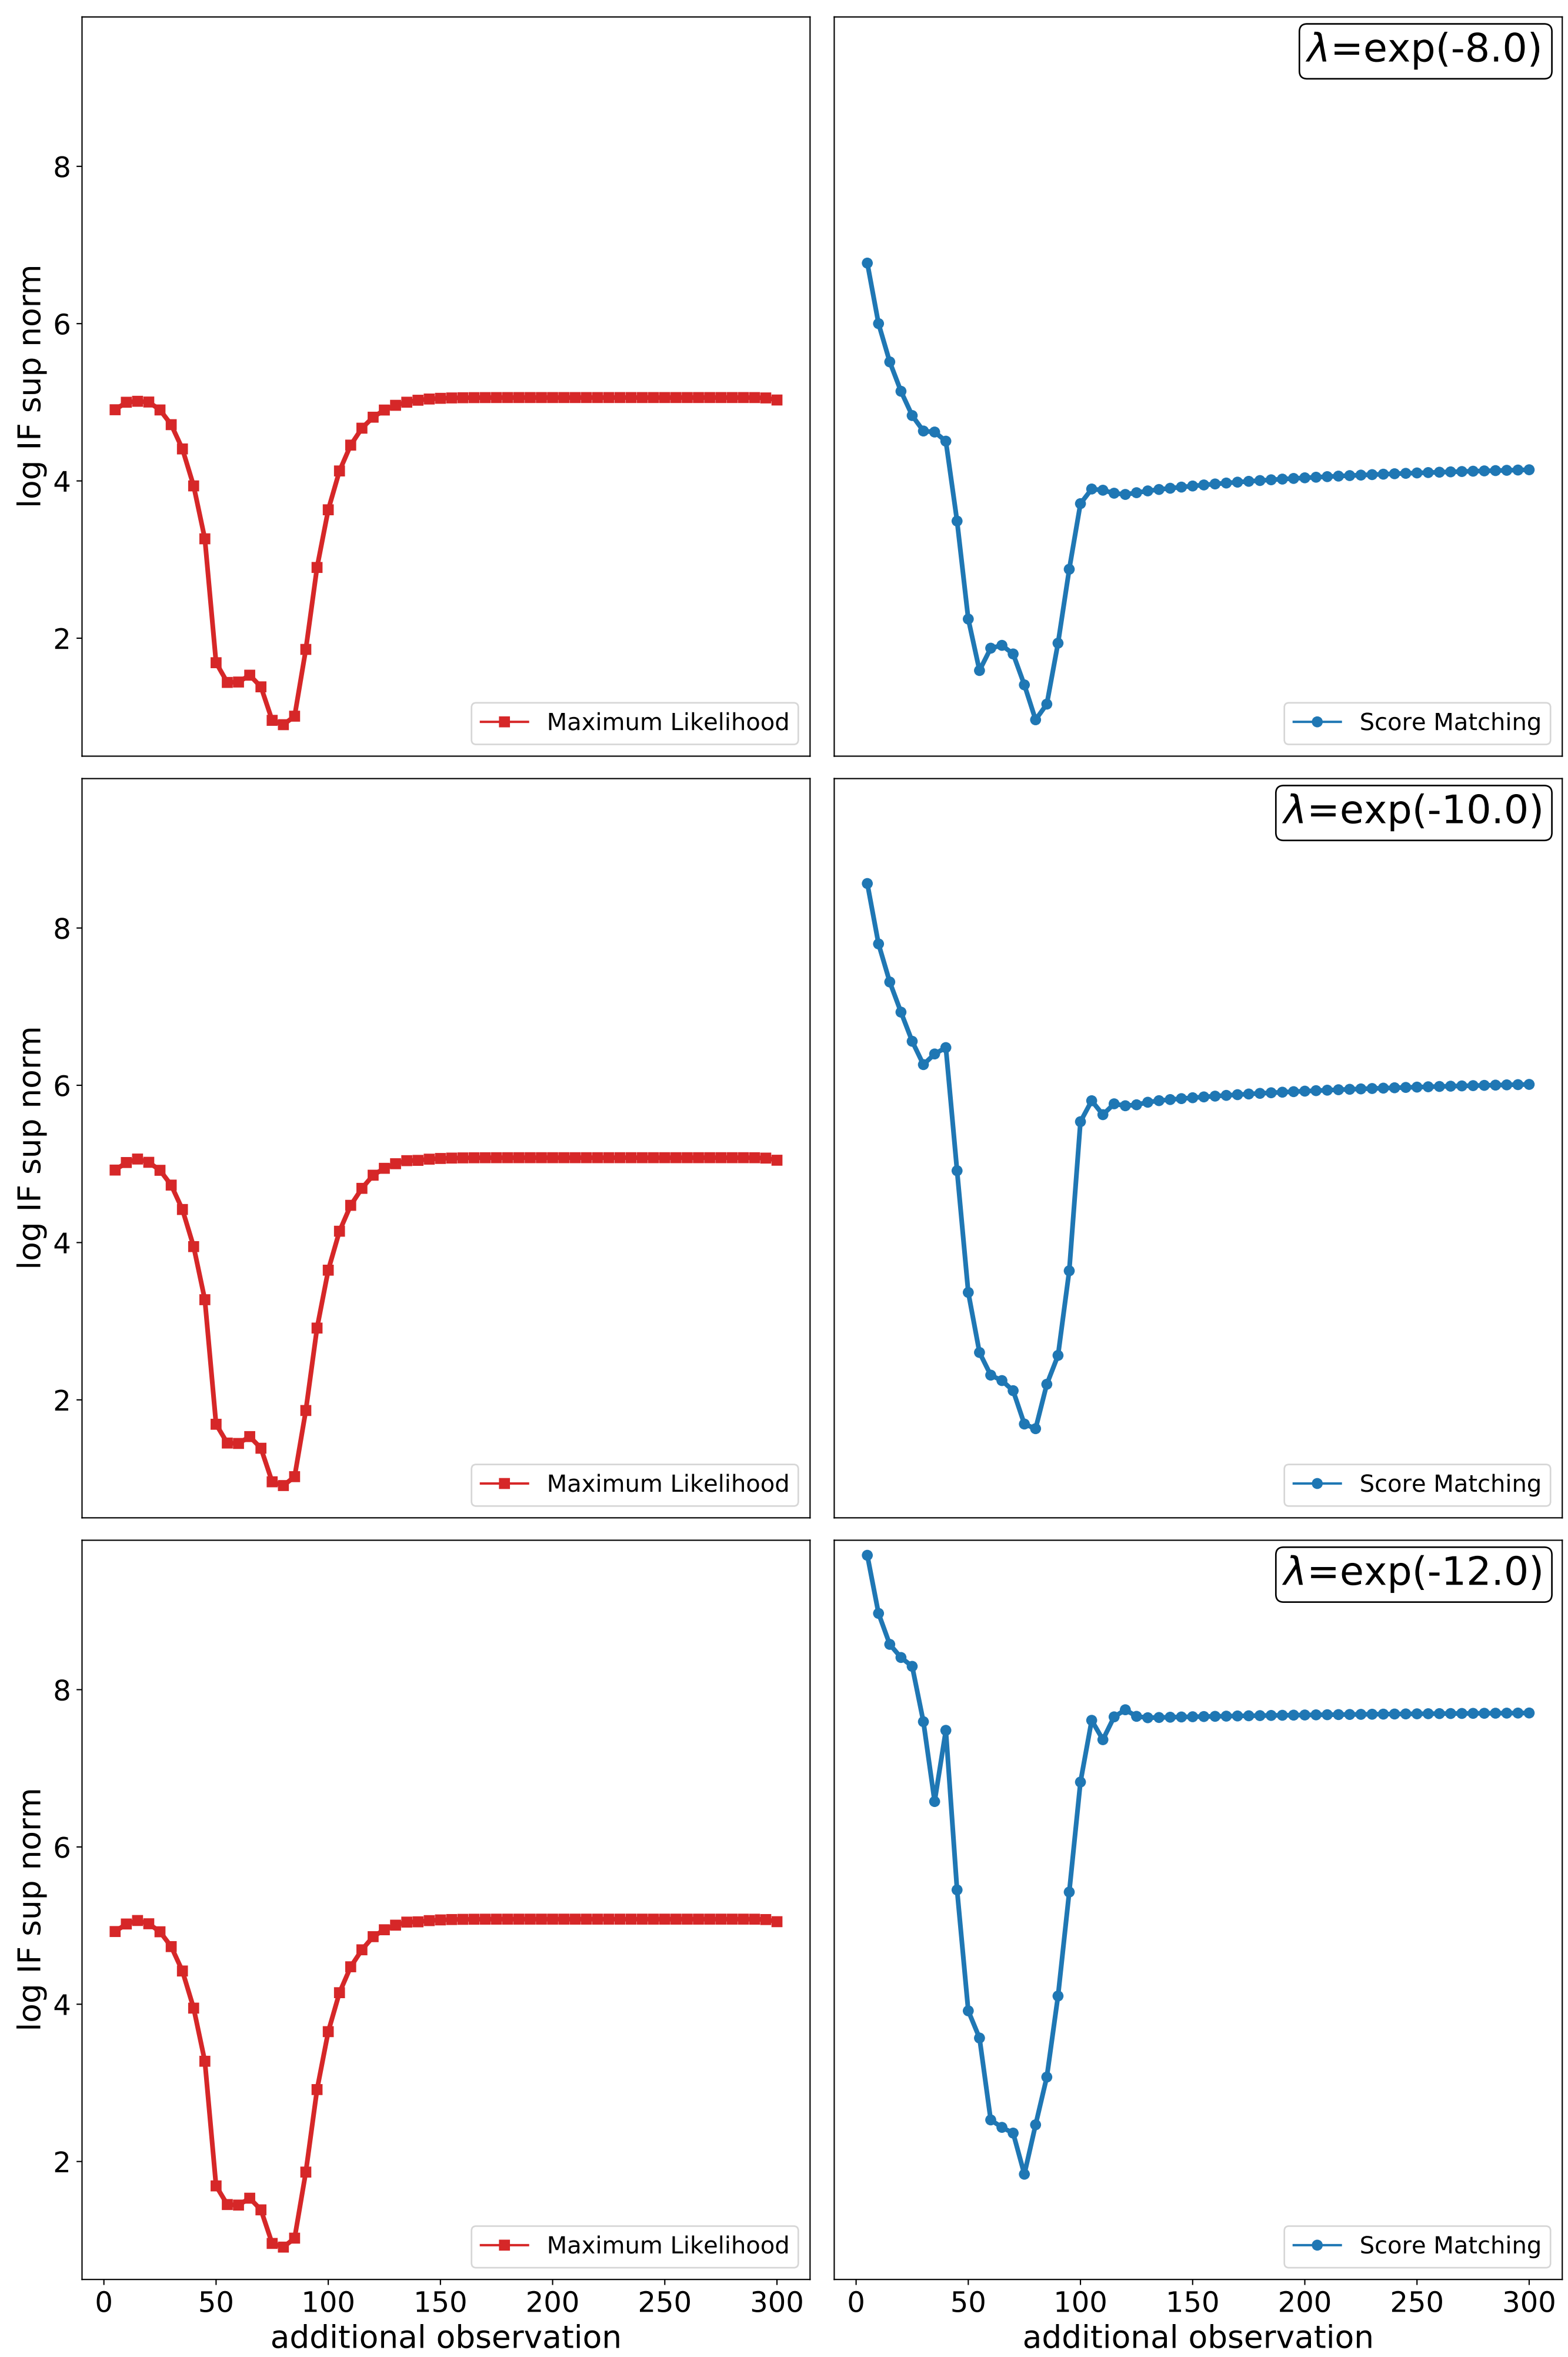 λ=exp(-8.0)
8
6
4
2
log IF sup norm
Maximum Likelihood
Score Matching
λ=exp(-10.0)
8
6
4
2
log IF sup norm
Maximum Likelihood
Score Matching
λ=exp(-12.0)
8
6
4
2
log IF sup norm
Maximum Likelihood
Score Matching
0 50 100 150 200 250 300
0 50 100 150 200 250 300
additional observation
additional observation